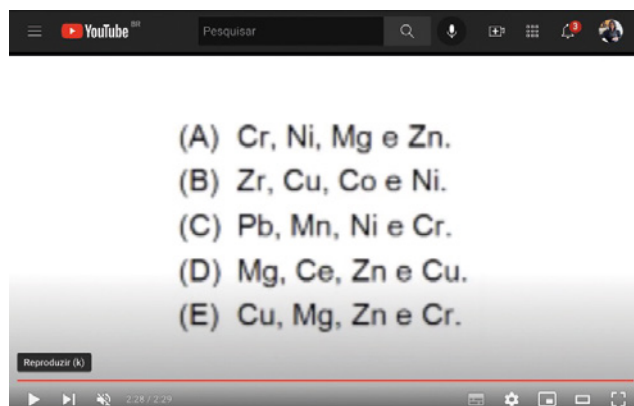 YouTube BR
Pesquisar
3
(A) Cr, Ni, Mg e Zn.
(B) Zr, Cu, Co e Ni.
(C) Pb, Mn, Ni e Cr.
(D) Mg, Ce, Zn e Cu.
(E) Cu, Mg, Zn e Cr.
Reproduzir (k)
2:28 / 2:29